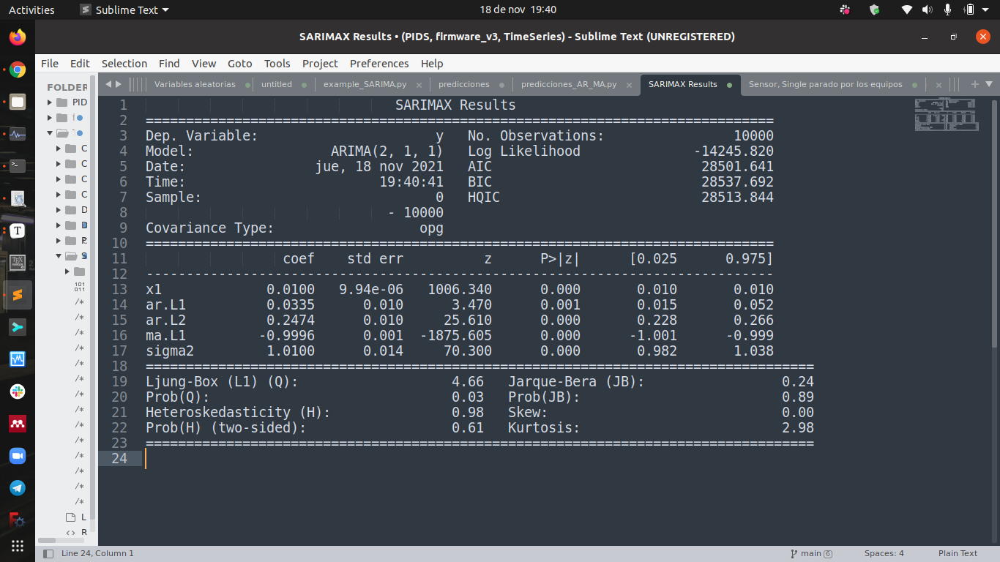 Activities Sublime Text 18 de nov 19:40
SARIMAX Results • (PIDS, firmware_v3, TimeSeries) - Sublime Text (UNREGISTERED)
File Edit Selection Find View Goto Tools Project Preferences Help
FOLDER
Variables aleatorias untitled example_SARIMA.py predicciones predicciones_AR_MA.py SARIMAX Results Sensor, Single parado por los equipos
PID
f
C
C
C
C
D
D
P
S
101
011
/*
/*
/*
/*
/*
/*
/*
/*
/*
/*
/*
/*
/*
/*
L
<> R
1 SARIMAX Results
2 ==============================================================================
3 Dep. Variable: y No. Observations: 10000
4 Model: ARIMA(2, 1, 1) Log Likelihood -14245.820
5 Date: jue, 18 nov 2021 AIC 28501.641
6 Time: 19:40:41 BIC 28537.692
7 Sample: 0 HQIC 28513.844
8 - 10000
9 Covariance Type: opg
10 ==============================================================================
11 coef std err z P>|z| [0.025 0.975]
12 ------------------------------------------------------------------------------
13 x1 0.0100 9.94e-06 1006.340 0.000 0.010 0.010
14 ar.L1 0.0335 0.010 3.470 0.001 0.015 0.052
15 ar.L2 0.2474 0.010 25.610 0.000 0.228 0.266
16 ma.L1 -0.9996 0.001 -1875.605 0.000 -1.001 -0.999
17 sigma2 1.0100 0.014 70.300 0.000 0.982 1.038
18 ===================================================================================
19 Ljung-Box (L1) (Q): 4.66 Jarque-Bera (JB): 0.24
20 Prob(Q): 0.03 Prob(JB): 0.89
21 Heteroskedasticity (H): 0.98 Skew: 0.00
22 Prob(H) (two-sided): 0.61 Kurtosis: 2.98
23 ===================================================================================
24
Line 24, Column 1 main 6 Spaces: 4 Plain Text